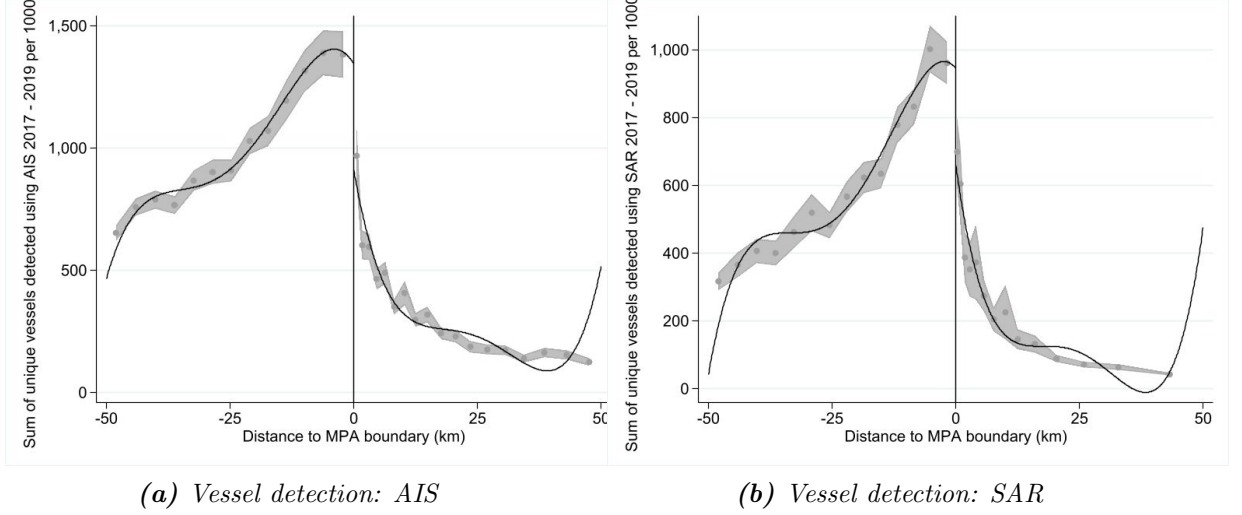 Sum of unique vessels detected using AIS 2017 - 2019 per 1000
1,500
1,000
500
0
-50 -25 0 25 50
Distance to MPA boundary (km)
Sum of unique vessels detected using SAR 2017 - 2019 per 1000
1,000
800
600
400
200
0
-50 -25 0 25 50
Distance to MPA boundary (km)
(a) Vessel detection: AIS
(b) Vessel detection: SAR